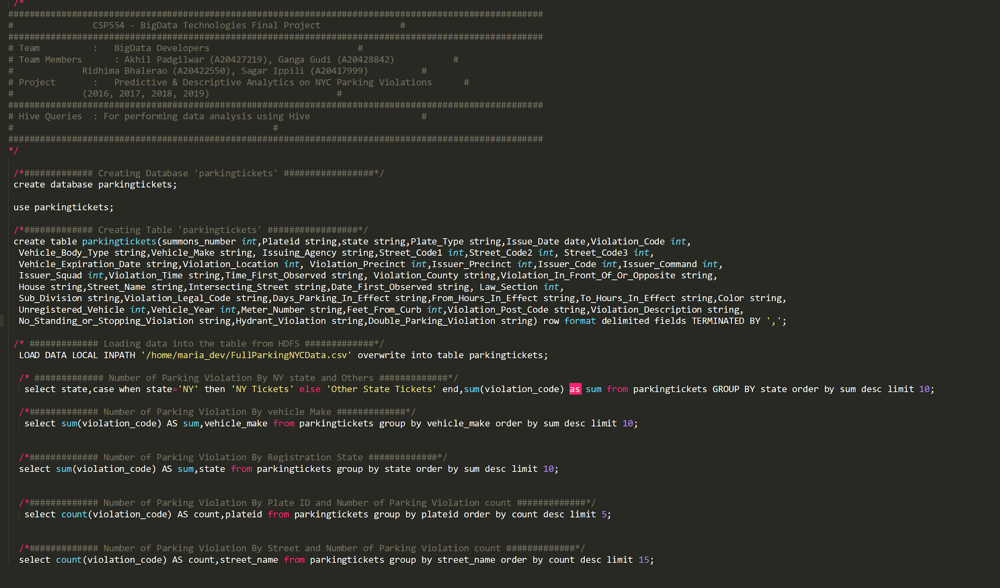 /*
#####################################################################################################
# CSP554 - BigData Technologies Final Project #
#####################################################################################################
# Team : BigData Developers #
# Team Members : Akhil Padgilwar (A20427219), Ganga Gudi (A20428842) #
# Ridhima Bhalerao (A20422550), Sagar Ippili (A20417999) #
# Project : Predictive & Descriptive Analytics on NYC Parking Violations #
# (2016, 2017, 2018, 2019) #
#####################################################################################################
# Hive Queries : For performing data analysis using Hive #
# #
#####################################################################################################
*/
/*############# Creating Database 'parkingtickets' #################*/
create database parkingtickets;
use parkingtickets;
/*############# Creating Table 'parkingtickets' #################*/
create table parkingtickets(summons_number int,Plateid string,state string,Plate_Type string,Issue_Date date,Violation_Code int,
Vehicle_Body_Type string,Vehicle_Make string, Issuing_Agency string,Street_Code1 int,Street_Code2 int, Street_Code3 int,
Vehicle_Expiration_Date string,Violation_Location int, Violation_Precinct int,Issuer_Precinct int,Issuer_Code int,Issuer_Command int,
Issuer_Squad int,Violation_Time string,Time_First_Observed string, Violation_County string,Violation_In_Front_Of_Or_Opposite string,
House string,Street_Name string,Intersecting_Street string,Date_First_Observed string, Law_Section int,
Sub_Division string,Violation_Legal_Code string,Days_Parking_In_Effect string,From_Hours_In_Effect string,To_Hours_In_Effect string,Color string,
Unregistered_Vehicle int,Vehicle_Year int,Meter_Number string,Feet_From_Curb int,Violation_Post_Code string,Violation_Description string,
No_Standing_or_Stopping_Violation string,Hydrant_Violation string,Double_Parking_Violation string) row format delimited fields TERMINATED BY ',';
/* ############# Loading data into the table from HDFS #############*/
LOAD DATA LOCAL INPATH '/home/maria_dev/FullParkingNYCData.csv' overwrite into table parkingtickets;
/* ############# Number of Parking Violation By NY state and Others #############*/
select state,case when state='NY' then 'NY Tickets' else 'Other State Tickets' end,sum(violation_code) as sum from parkingtickets GROUP BY state order by sum desc limit 10;
/*############# Number of Parking Violation By vehicle Make #############*/
select sum(violation_code) AS sum,vehicle_make from parkingtickets group by vehicle_make order by sum desc limit 10;
/*############# Number of Parking Violation By Registration State #############*/
select sum(violation_code) AS sum,state from parkingtickets group by state order by sum desc limit 10;
/*############# Number of Parking Violation By Plate ID and Number of Parking Violation count #############*/
select count(violation_code) AS count,plateid from parkingtickets group by plateid order by count desc limit 5;
/*############# Number of Parking Violation By Street and Number of Parking Violation count #############*/
select count(violation_code) AS count,street_name from parkingtickets group by street_name order by count desc limit 15;